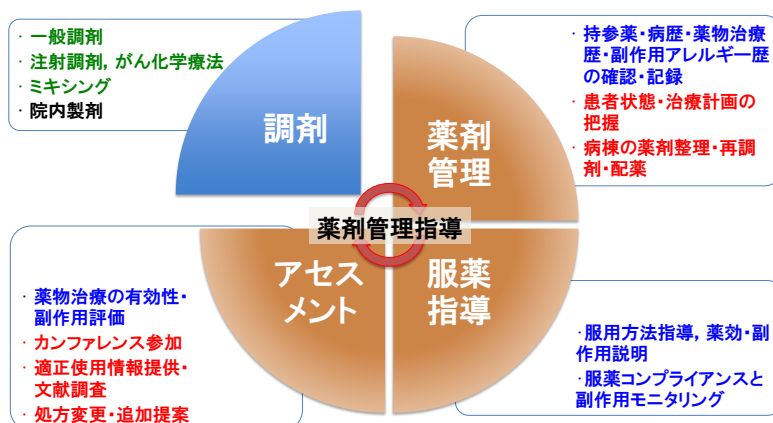 ・一般調剤
・注射調剤，がん化学療法
・ミキシング
・院内製剤
調剤
薬剤
管理
・持参薬・病歴・薬物治療
歴・副作用アレルギー歴
の確認・記録
・患者状態・治療計画の
把握
・病棟の薬剤整理・再調
剤・配薬
薬剤管理指導
アセス
メント
服薬
指導
・薬物治療の有効性・
副作用評価
・カンファレンス参加
・適正使用情報提供・
文献調査
・処方変更・追加提案
・服用方法指導，薬効・副
作用説明
・服薬コンプライアンスと
副作用モニタリング